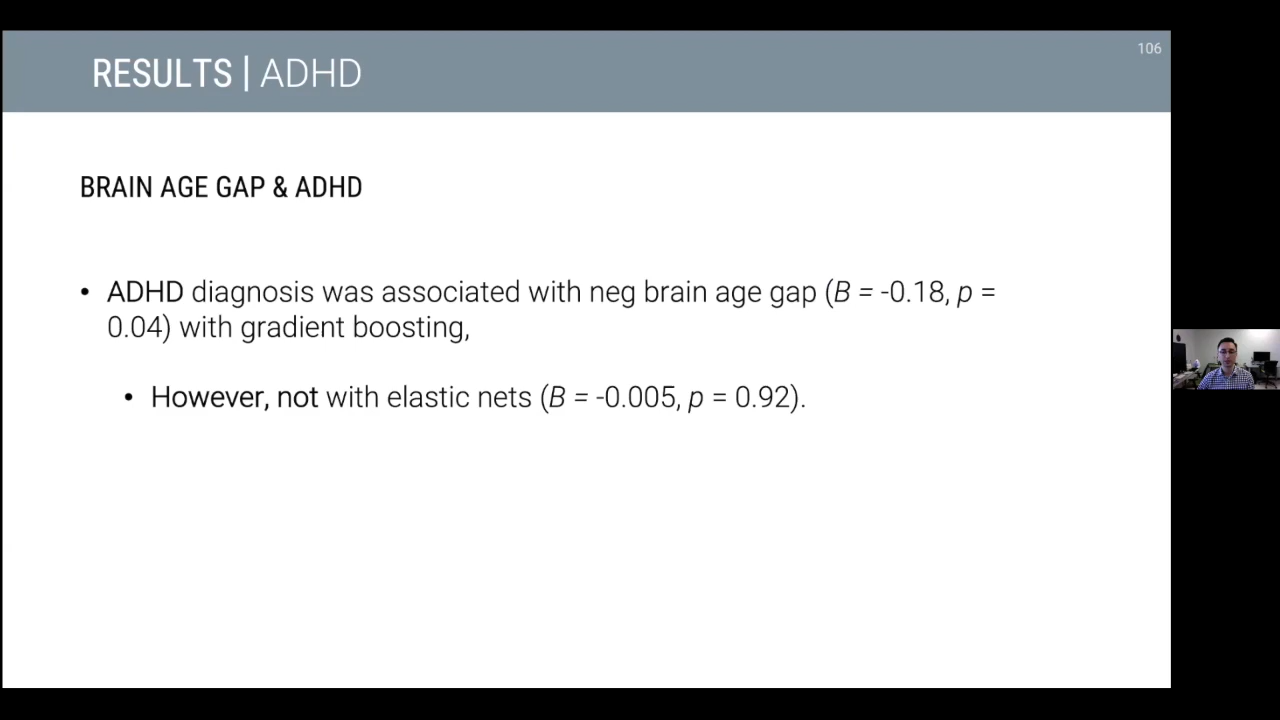 106
RESULTS | ADHD
BRAIN AGE GAP & ADHD
• ADHD diagnosis was associated with neg brain age gap (B = -0.18, p =
0.04) with gradient boosting,
• However, not with elastic nets (B = -0.005, p = 0.92).